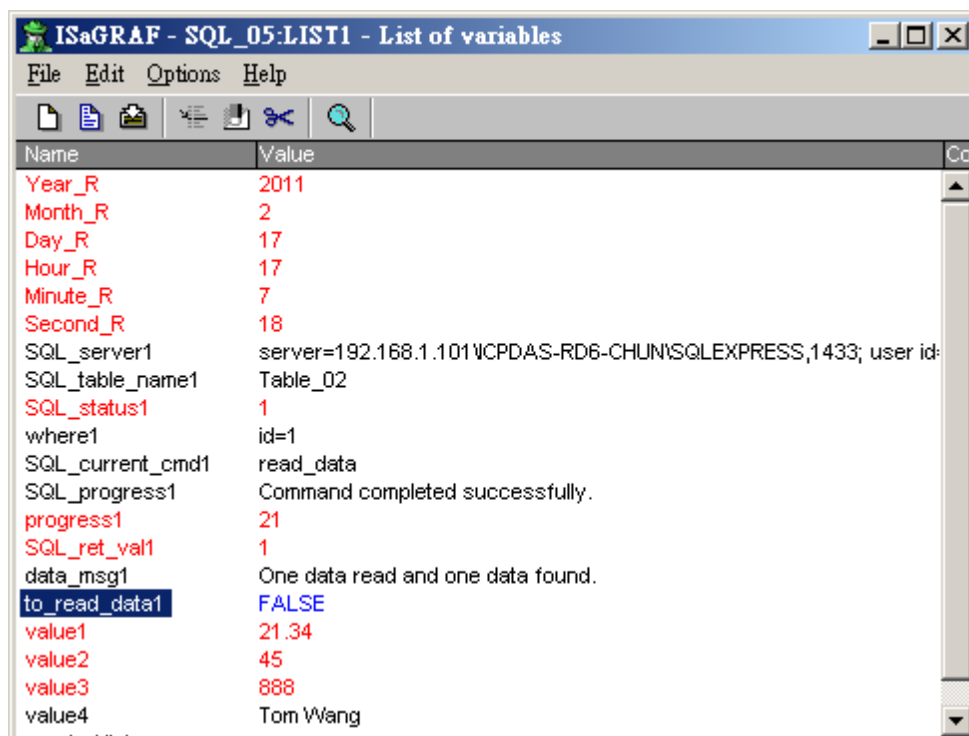 ISaGRAF - SQL_05:LIST1 - List of variables
File Edit Options Help
Name Value Co
Year_R 2011
Month_R 2
Day_R 17
Hour_R 17
Minute_R 7
Second_R 18
SQL_server1 server=192.168.1.101\ICPDAS-RD6-CHUN\SQLEXPRESS,1433; user id=
SQL_table_name1 Table_02
SQL_status1 1
where1 id=1
SQL_current_cmd1 read_data
SQL_progress1 Command completed successfully.
progress1 21
SQL_ret_val1 1
data_msg1 One data read and one data found.
to_read_data1 FALSE
value1 21.34
value2 45
value3 888
value4 Tom Wang